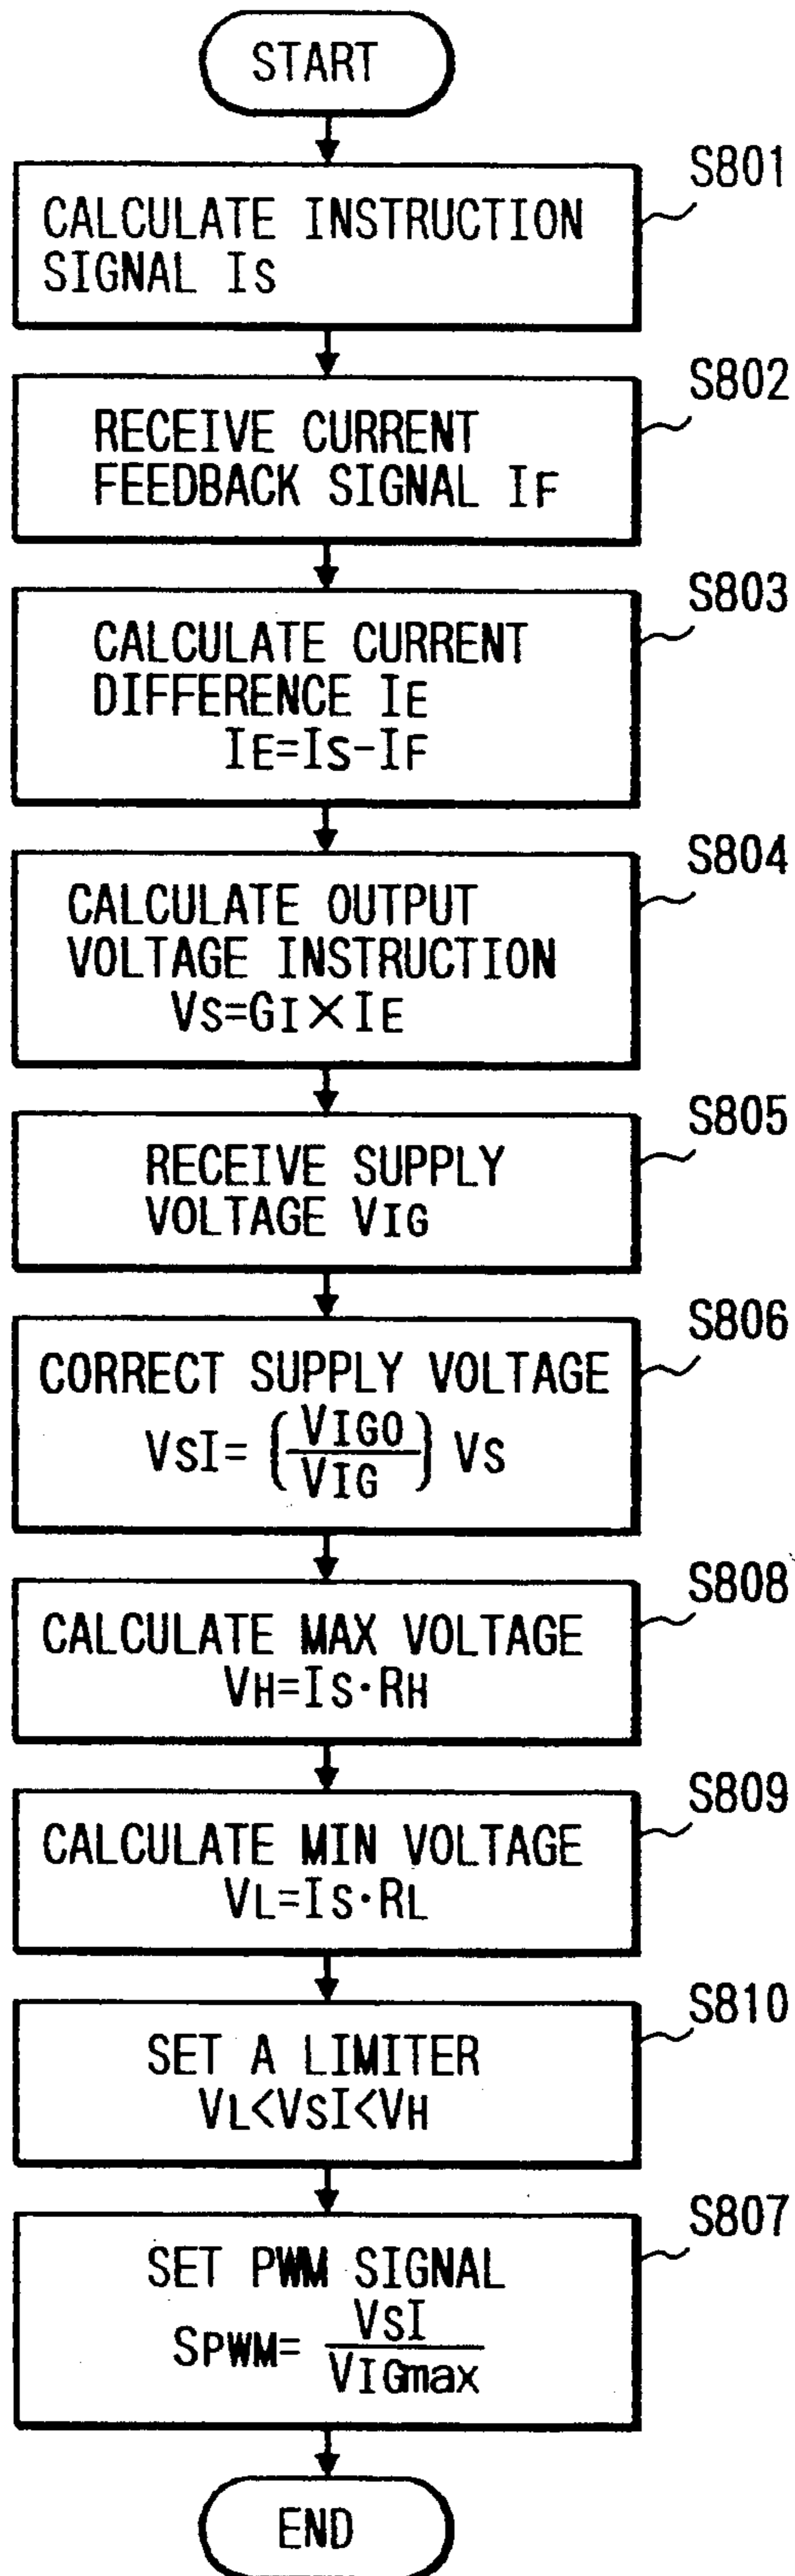 START
S801
CALCULATE INSTRUCTION
SIGNAL IS
S802
RECEIVE CURRENT
FEEDBACK SIGNAL IF
S803
CALCULATE CURRENT
DIFFERENCE IE
IE=IS-IF
S804
CALCULATE OUTPUT
VOLTAGE INSTRUCTION
VS=GI×IE
S805
RECEIVE SUPPLY
VOLTAGE VIG
S806
CORRECT SUPPLY VOLTAGE
VSI=(VIGO/VIG) VS
S808
CALCULATE MAX VOLTAGE
VH=IS·RH
S809
CALCULATE MIN VOLTAGE
VL=IS·RL
S810
SET A LIMITER
VL<VSI<VH
S807
SET PWM SIGNAL
SPWM= VSI/VIGmax
END